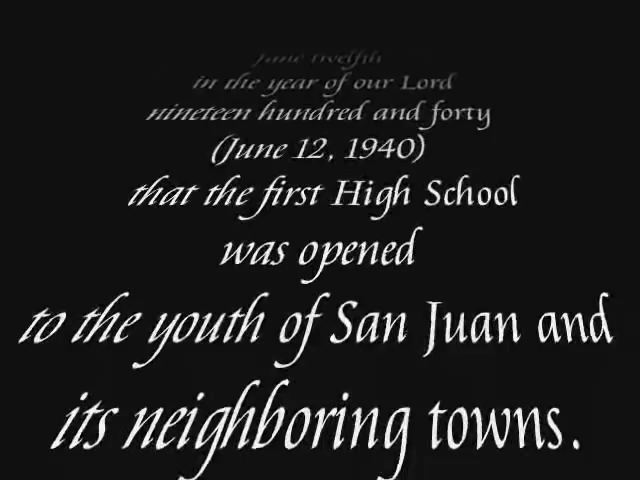 June twelfth
in the year of our Lord
nineteen hundred and forty
(June 12, 1940)
that the first High School
was opened
to the youth of San Juan and
its neighboring towns.